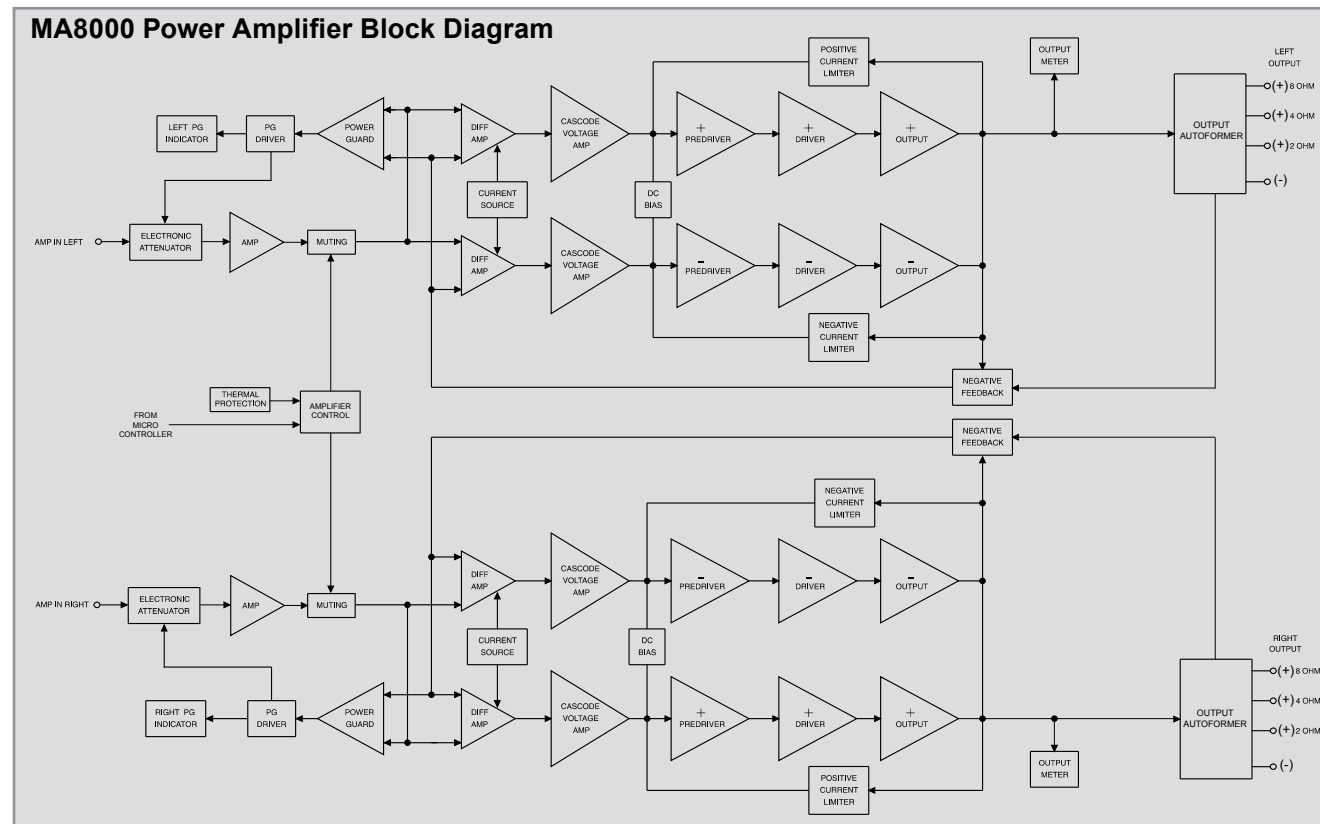 MA8000 Power Amplifier Block Diagram
POSITIVE
CURRENT
LIMITER
OUTPUT
METER
LEFT
OUTPUT
LEFT PG
INDICATOR
PG
DRIVER
POWER
GUARD
DIFF
AMP
CASCODE
VOLTAGE
AMP
+
PREDRIVER
+
DRIVER
+
OUTPUT
OUTPUT
AUTOFORMER
(+) 8 OHM
(+) 4 OHM
(+) 2 OHM
(-)
CURRENT
SOURCE
DC
BIAS
AMP IN LEFT
ELECTRONIC
ATTENUATOR
AMP
MUTING
DIFF
AMP
CASCODE
VOLTAGE
AMP
-
PREDRIVER
-
DRIVER
-
OUTPUT
NEGATIVE
CURRENT
LIMITER
NEGATIVE
FEEDBACK
THERMAL
PROTECTION
AMPLIFIER
CONTROL
FROM
MICRO
CONTROLLER
NEGATIVE
FEEDBACK
NEGATIVE
CURRENT
LIMITER
AMP IN RIGHT
ELECTRONIC
ATTENUATOR
AMP
MUTING
DIFF
AMP
CASCODE
VOLTAGE
AMP
-
PREDRIVER
-
DRIVER
-
OUTPUT
CURRENT
SOURCE
DC
BIAS
RIGHT
OUTPUT
RIGHT PG
INDICATOR
PG
DRIVER
POWER
GUARD
DIFF
AMP
CASCODE
VOLTAGE
AMP
+
PREDRIVER
+
DRIVER
+
OUTPUT
OUTPUT
AUTOFORMER
(+) 8 OHM
(+) 4 OHM
(+) 2 OHM
(-)
OUTPUT
METER
POSITIVE
CURRENT
LIMITER